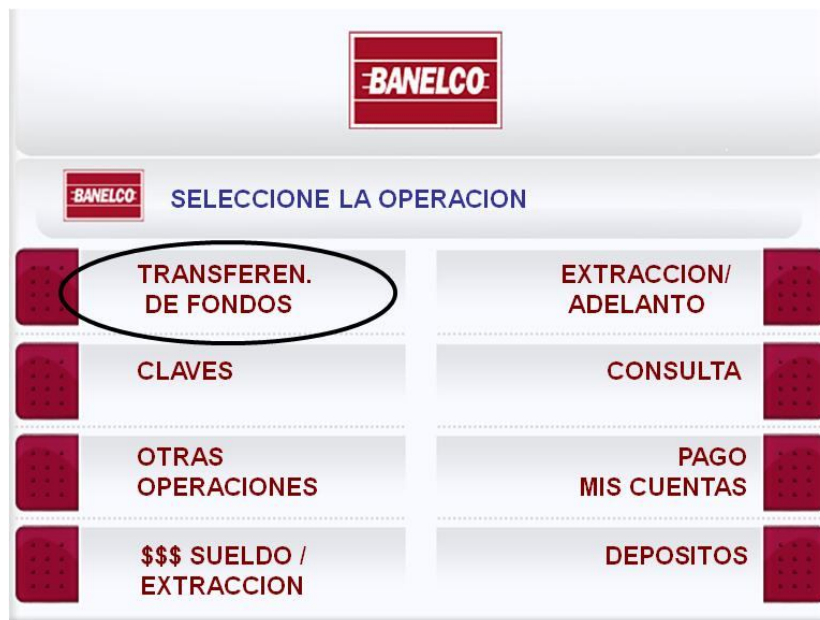 BANELCO
BANELCO
SELECCIONE LA OPERACION
TRANSFEREN.
DE FONDOS
EXTRACCION/
ADELANTO
CLAVES
CONSULTA
OTRAS
OPERACIONES
PAGO
MIS CUENTAS
$$$ SUELDO /
EXTRACCION
DEPOSITOS